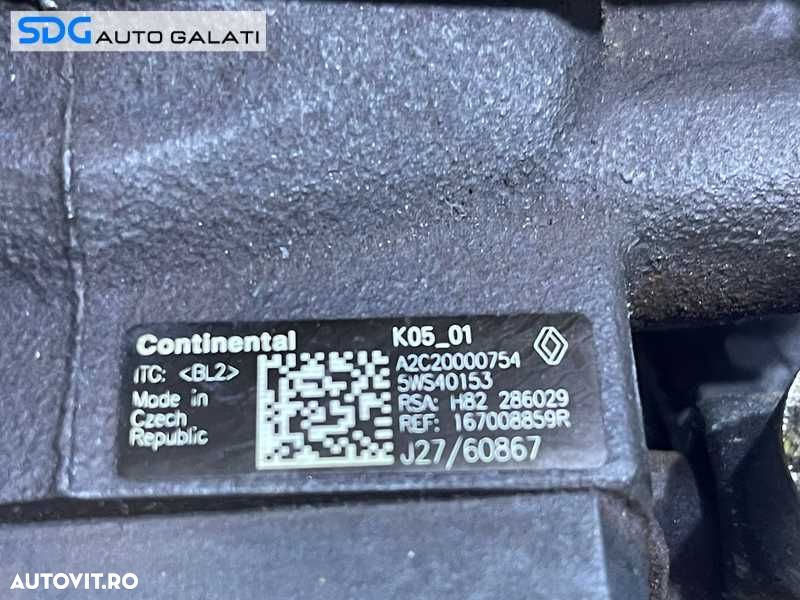 SDG AUTO GALATI
Continental K05_01
ITC: <BL2> A2C20000754
5WS40153
Made in RSA: H82 286029
Czech REF: 167008859R
Republic J27/60867
AUTOVIT.RO